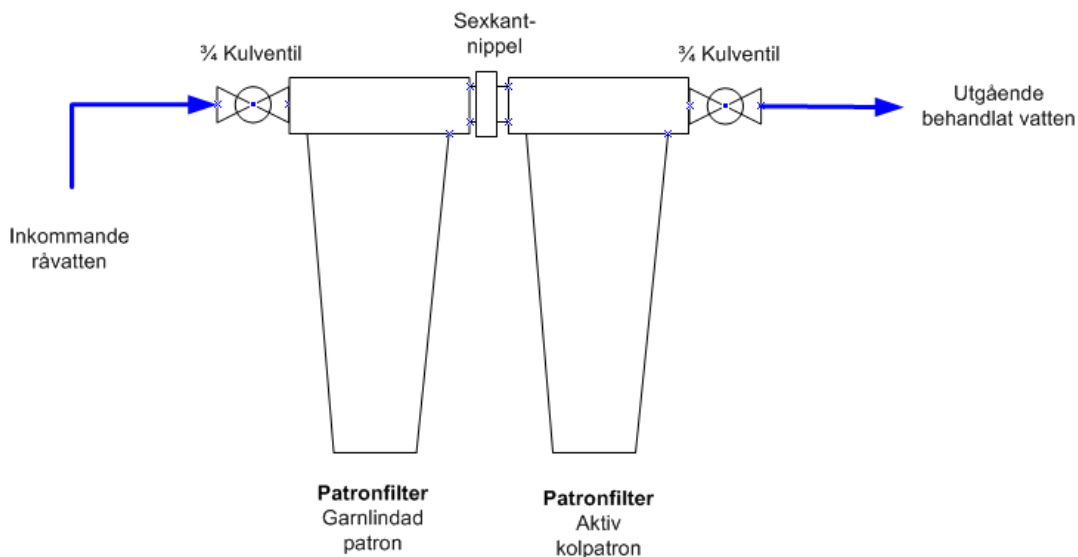 Sexkant-
nippel
¾ Kulventil
¾ Kulventil
Utgående
behandlat vatten
Inkommande
råvatten
Patronfilter
Garnlindad
patron
Patronfilter
Aktiv
kolpatron